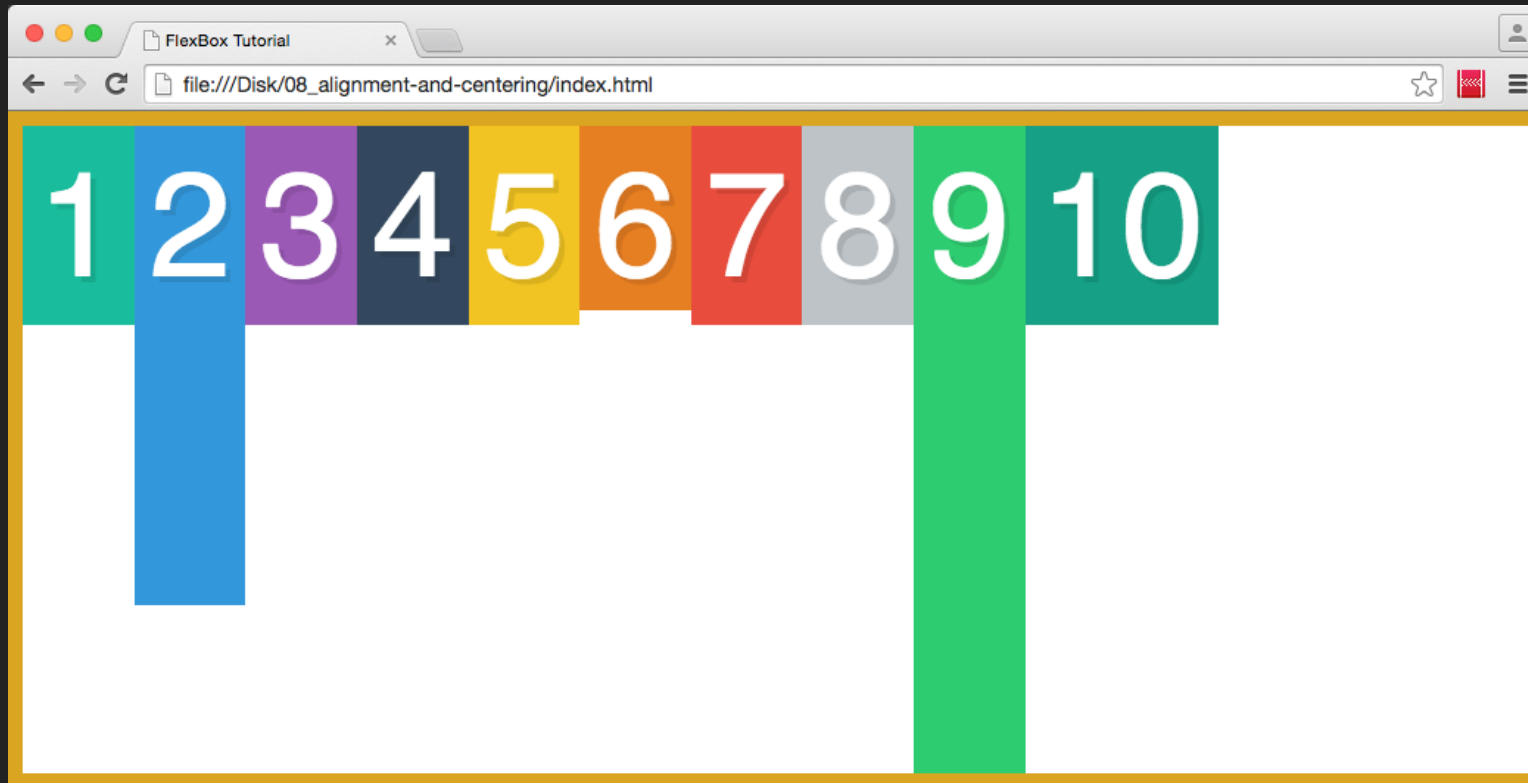 FlexBox Tutorial
file:///Disk/08_alignment-and-centering/index.html
1 2 3 4 5 6 7 8 9 10